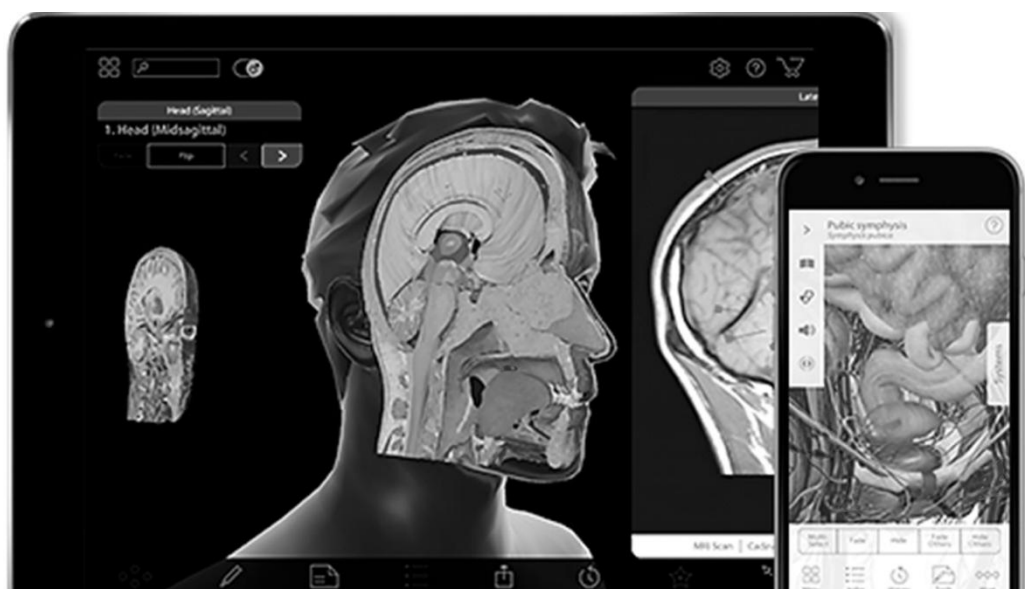 Head (Sagittal)
1. Head (Midsagittal)
Flip
Late
MRI Scan
Pubic symphysis
Symphysis pubica
Systems
Multi-Select
Fade
Hide
Fade Others
Hide Others